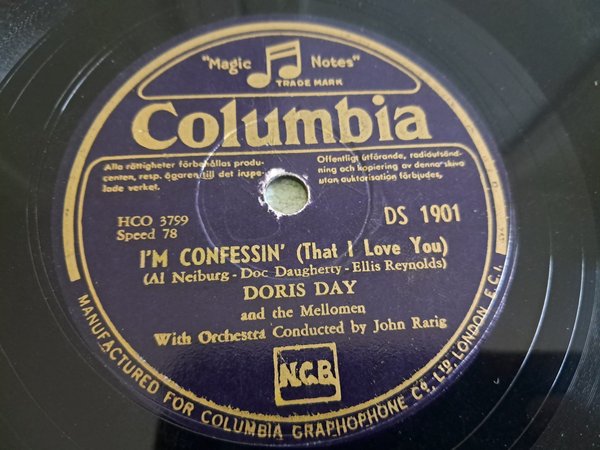 "Magic Notes"
TRADE MARK
Columbia
Alla rättigheter förbehållas produ-
centen, resp. ägaren till det inspe-
lade verket.
Offentligt utförande, radioutsänd-
ning och kopiering av denna skiva
utan auktorisation förbjudes.
HCO 3799
Speed 78
DS 1901
I'M CONFESSIN' (That I Love You)
(Al Neiburg - Doc Daugherty - Ellis Reynolds)
DORIS DAY
and the Mellomen
With Orchestra Conducted by John Rarig
N.C.B.
MANUFACTURED FOR COLUMBIA GRAPHOPHONE Co., LTD, LONDON E.C.1.